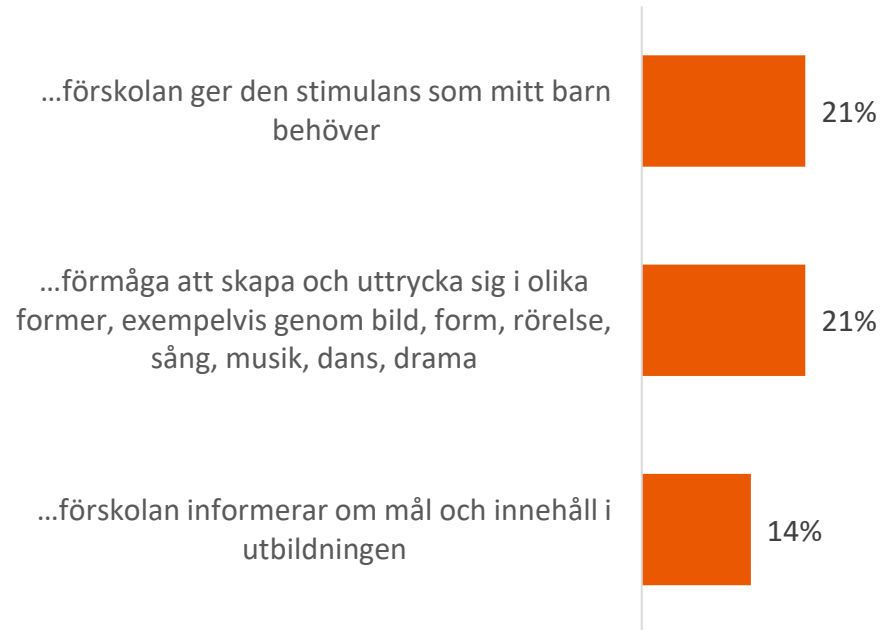 ...förskolan ger den stimulans som mitt barn
behöver
21%
...förmåga att skapa och uttrycka sig i olika
former, exempelvis genom bild, form, rörelse,
sång, musik, dans, drama
21%
...förskolan informerar om mål och innehåll i
utbildningen
14%